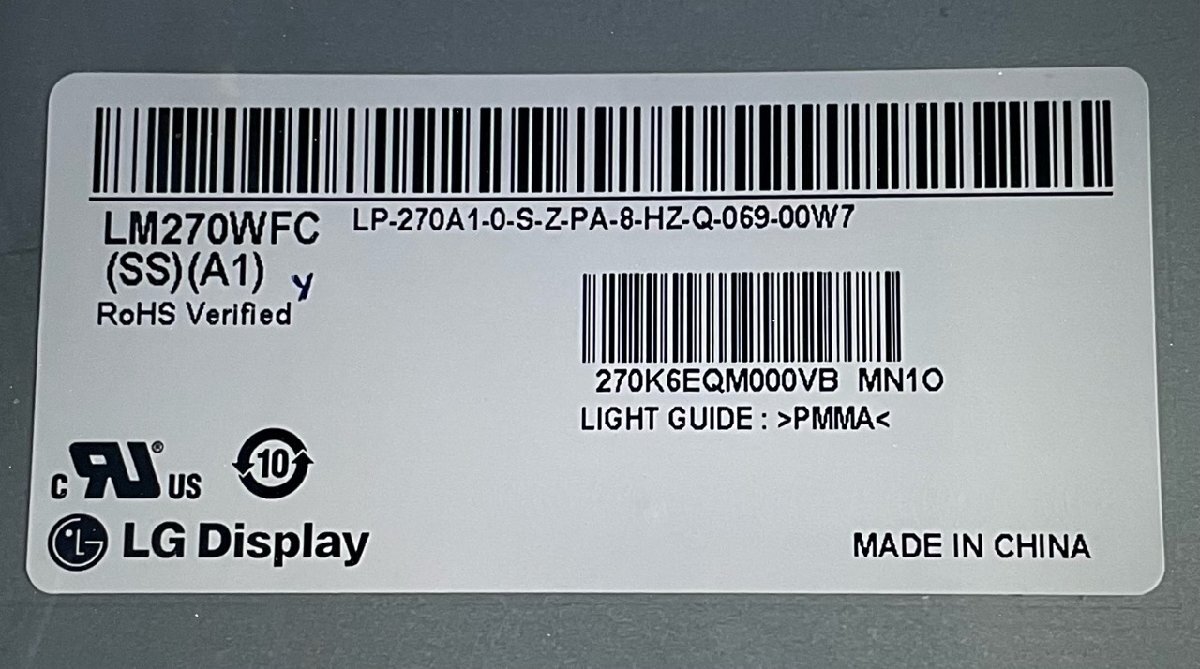 LM270WFC LP-270A1-0-S-Z-PA-8-HZ-Q-069-00W7
(SS)(A1) y
RoHS Verified
270K6EQM000VB MN1O
LIGHT GUIDE : >PMMA<
c RU ® US 10
LG Display
MADE IN CHINA